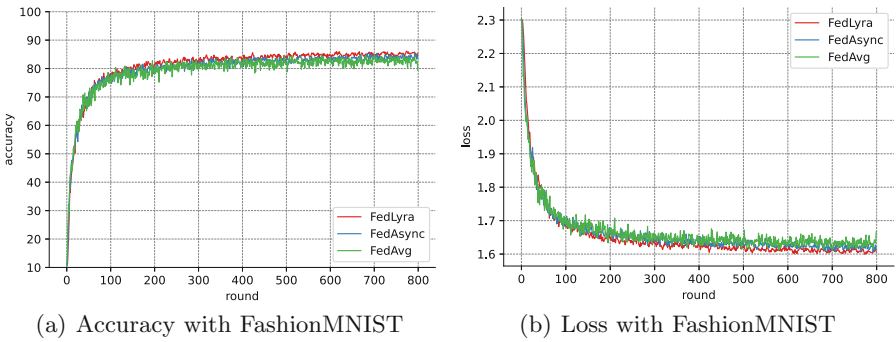 100
90
80
70
60
50
40
30
20
10
accuracy
0 100 200 300 400 500 600 700 800
round
FedLyra
FedAsync
FedAvg
(a) Accuracy with FashionMNIST
2.3
2.2
2.1
2.0
1.9
1.8
1.7
1.6
loss
0 100 200 300 400 500 600 700 800
round
FedLyra
FedAsync
FedAvg
(b) Loss with FashionMNIST